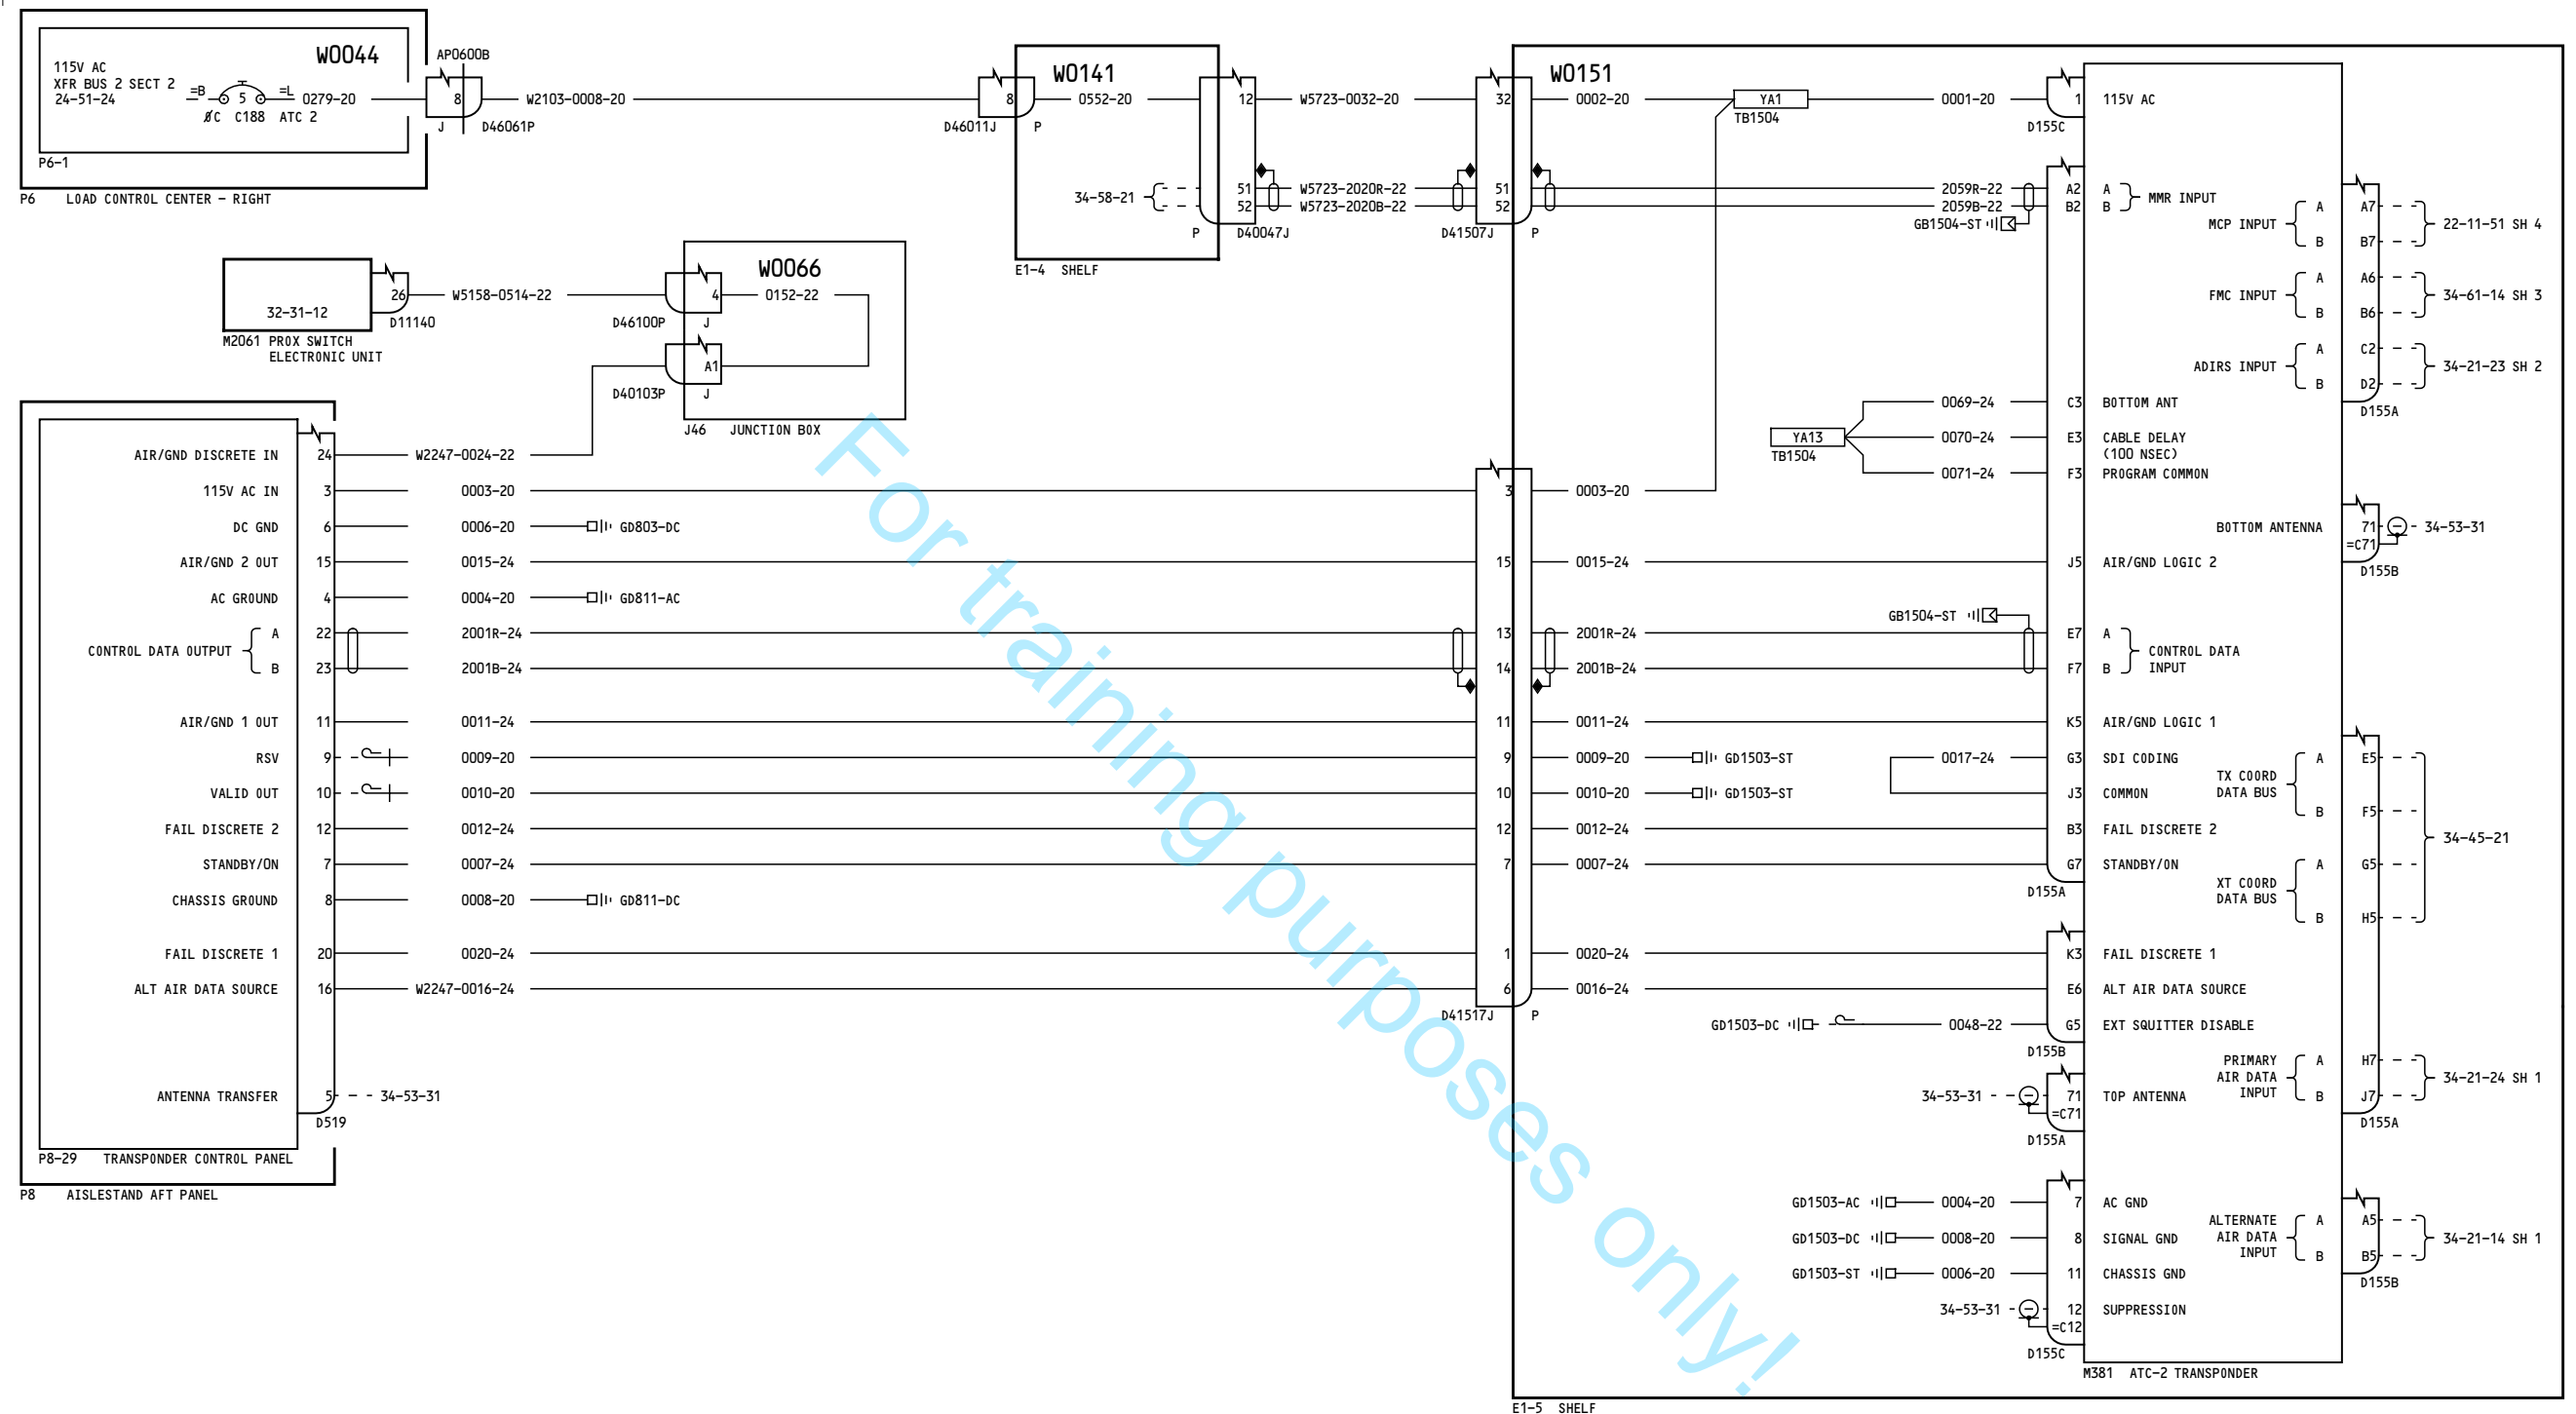 W0044
115V AC
XFR BUS 2 SECT 2
24-51-24
=B 5 =L 0279-20
ØC C188 ATC 2
P6-1
P6 LOAD CONTROL CENTER - RIGHT
AP0600B
8
J D46061P
W2103-0008-20
8
D46011J P
W0141
0552-20
34-58-21
12
51
52
P D40047J
E1-4 SHELF
W5723-0032-20
W5723-2020R-22
W5723-2020B-22
32
51
52
D41507J P
W0151
0002-20
YA1
TB1504
0001-20
1 115V AC
D155C
2059R-22 A2 A
2059B-22 B2 B
MMR INPUT
GB1504-ST
32-31-12
M2061 PROX SWITCH
ELECTRONIC UNIT
26
D11140
W5158-0514-22
W0066
4 0152-22
D46100P J
A1
D40103P J
J46 JUNCTION BOX
MCP INPUT A A7
B B7
22-11-51 SH 4
FMC INPUT A A6
B B6
34-61-14 SH 3
ADIRS INPUT A C2
B D2
34-21-23 SH 2
D155A
YA13
TB1504
0069-24 C3 BOTTOM ANT
0070-24 E3 CABLE DELAY
(100 NSEC)
0071-24 F3 PROGRAM COMMON
BOTTOM ANTENNA 71 34-53-31
=C71
D155B
AIR/GND DISCRETE IN 24 W2247-0024-22
115V AC IN 3 0003-20 3 0003-20
DC GND 6 0006-20 GD803-DC
AIR/GND 2 OUT 15 0015-24 15 0015-24 J5 AIR/GND LOGIC 2
AC GROUND 4 0004-20 GD811-AC
GB1504-ST
CONTROL DATA OUTPUT A 22 2001R-24 13 2001R-24 E7 A
B 23 2001B-24 14 2001B-24 F7 B
CONTROL DATA
INPUT
AIR/GND 1 OUT 11 0011-24 11 0011-24 K5 AIR/GND LOGIC 1
RSV 9 0009-20 9 0009-20 GD1503-ST 0017-24 G3 SDI CODING
VALID OUT 10 0010-20 10 0010-20 GD1503-ST J3 COMMON
FAIL DISCRETE 2 12 0012-24 12 0012-24 B3 FAIL DISCRETE 2
STANDBY/ON 7 0007-24 7 0007-24 G7 STANDBY/ON
D155A
CHASSIS GROUND 8 0008-20 GD811-DC
FAIL DISCRETE 1 20 0020-24 1 0020-24 K3 FAIL DISCRETE 1
ALT AIR DATA SOURCE 16 W2247-0016-24 6 0016-24 E6 ALT AIR DATA SOURCE
D41517J P
GD1503-DC 0048-22 G5 EXT SQUITTER DISABLE
D155B
ANTENNA TRANSFER 5 34-53-31
D519
P8-29 TRANSPONDER CONTROL PANEL
P8 AISLESTAND AFT PANEL
TX COORD
DATA BUS
A E5
B F5
XT COORD
DATA BUS
A G5
B H5
34-45-21
34-53-31 71 TOP ANTENNA
=C71
D155A
PRIMARY
AIR DATA
INPUT
A H7
B J7
34-21-24 SH 1
D155A
GD1503-AC 0004-20 7 AC GND
GD1503-DC 0008-20 8 SIGNAL GND
GD1503-ST 0006-20 11 CHASSIS GND
34-53-31 12 SUPPRESSION
=C12
D155C
ALTERNATE
AIR DATA
INPUT
A A5
B B5
34-21-14 SH 1
D155B
M381 ATC-2 TRANSPONDER
E1-5 SHELF
For training purposes only!